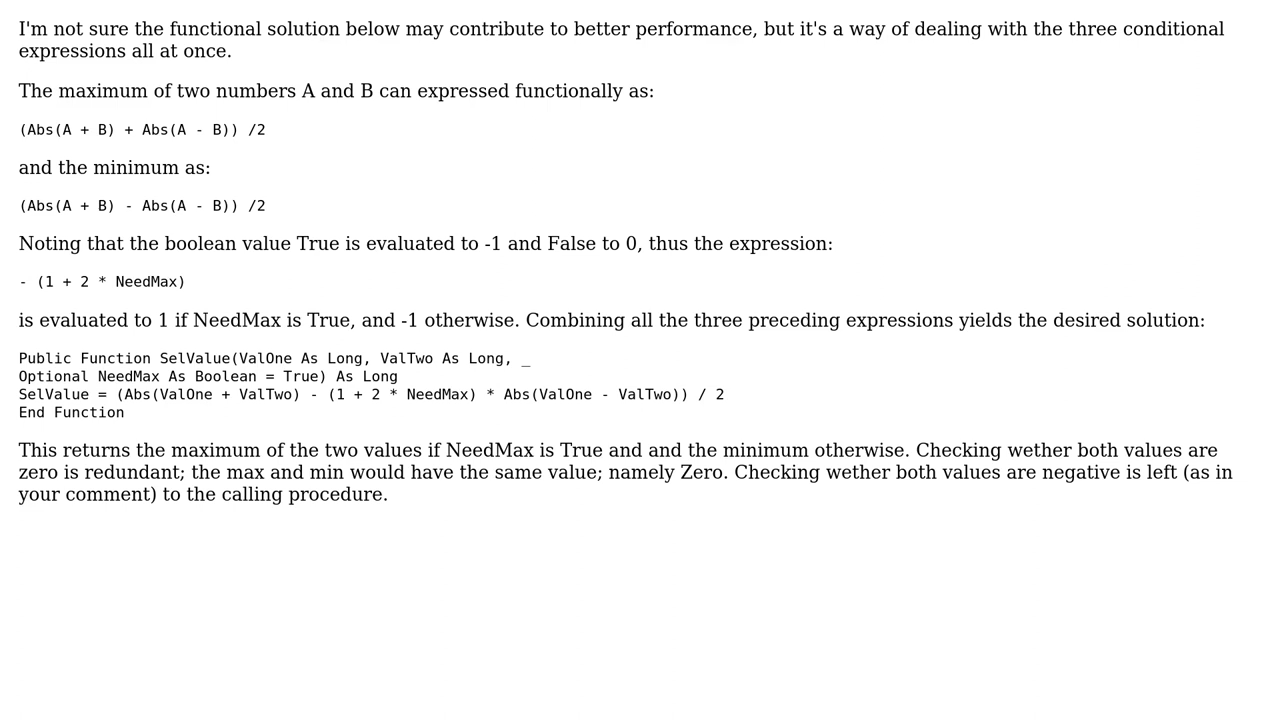 I'm not sure the functional solution below may contribute to better performance, but it's a way of dealing with the three conditional
expressions all at once.
The maximum of two numbers A and B can expressed functionally as:
(Abs(A + B) + Abs(A - B)) /2
and the minimum as:
(Abs(A + B) - Abs(A - B)) /2
Noting that the boolean value True is evaluated to -1 and False to 0, thus the expression:
- (1 + 2 * NeedMax)
is evaluated to 1 if NeedMax is True, and -1 otherwise. Combining all the three preceding expressions yields the desired solution:
Public Function SelValue(ValOne As Long, ValTwo As Long, _
Optional NeedMax As Boolean = True) As Long
SelValue = (Abs(ValOne + ValTwo) - (1 + 2 * NeedMax) * Abs(ValOne - ValTwo)) / 2
End Function
This returns the maximum of the two values if NeedMax is True and and the minimum otherwise. Checking wether both values are
zero is redundant; the max and min would have the same value; namely Zero. Checking wether both values are negative is left (as in
your comment) to the calling procedure.